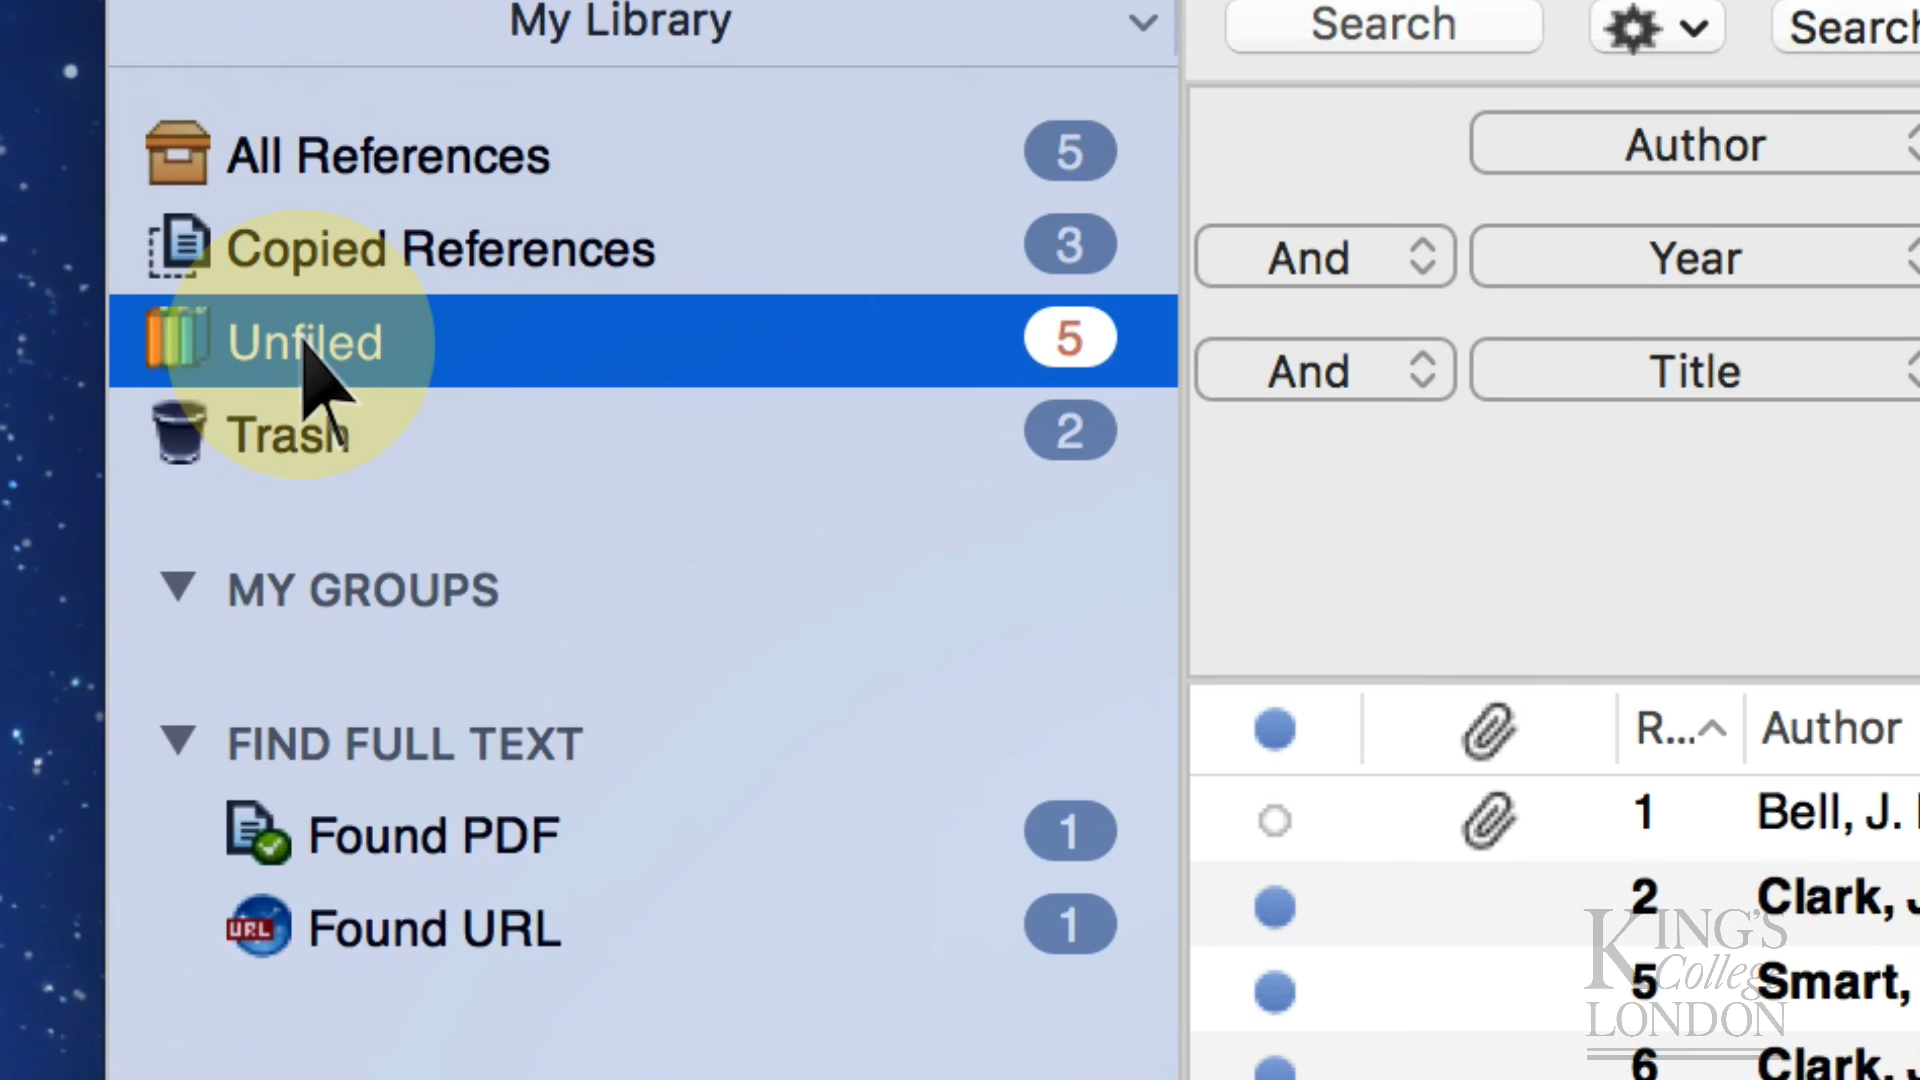 My Library
All References 5
Copied References 3
Unfiled 5
Trash 2
MY GROUPS
FIND FULL TEXT
Found PDF 1
URL Found URL 1
Search
Search
Author
And Year
And Title
R... Author
1 Bell, J.
2 Clark, J
5 Smart,
6 Clark, J
KING'S
College
LONDON